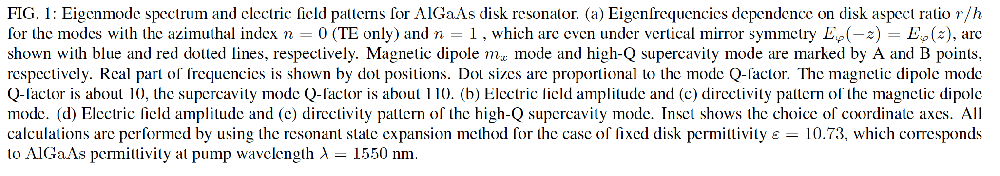 FIG. 1: Eigenmode spectrum and electric field patterns for AlGaAs disk resonator. (a) Eigenfrequencies dependence on disk aspect ratio r/h
for the modes with the azimuthal index n = 0 (TE only) and n = 1 , which are even under vertical mirror symmetry Eφ(−z) = Eφ(z), are
shown with blue and red dotted lines, respectively. Magnetic dipole mx mode and high-Q supercavity mode are marked by A and B points,
respectively. Real part of frequencies is shown by dot positions. Dot sizes are proportional to the mode Q-factor. The magnetic dipole mode
Q-factor is about 10, the supercavity mode Q-factor is about 110. (b) Electric field amplitude and (c) directivity pattern of the magnetic dipole
mode. (d) Electric field amplitude and (e) directivity pattern of the high-Q supercavity mode. Inset shows the choice of coordinate axes. All
calculations are performed by using the resonant state expansion method for the case of fixed disk permittivity ε = 10.73, which corresponds
to AlGaAs permittivity at pump wavelength λ = 1550 nm.